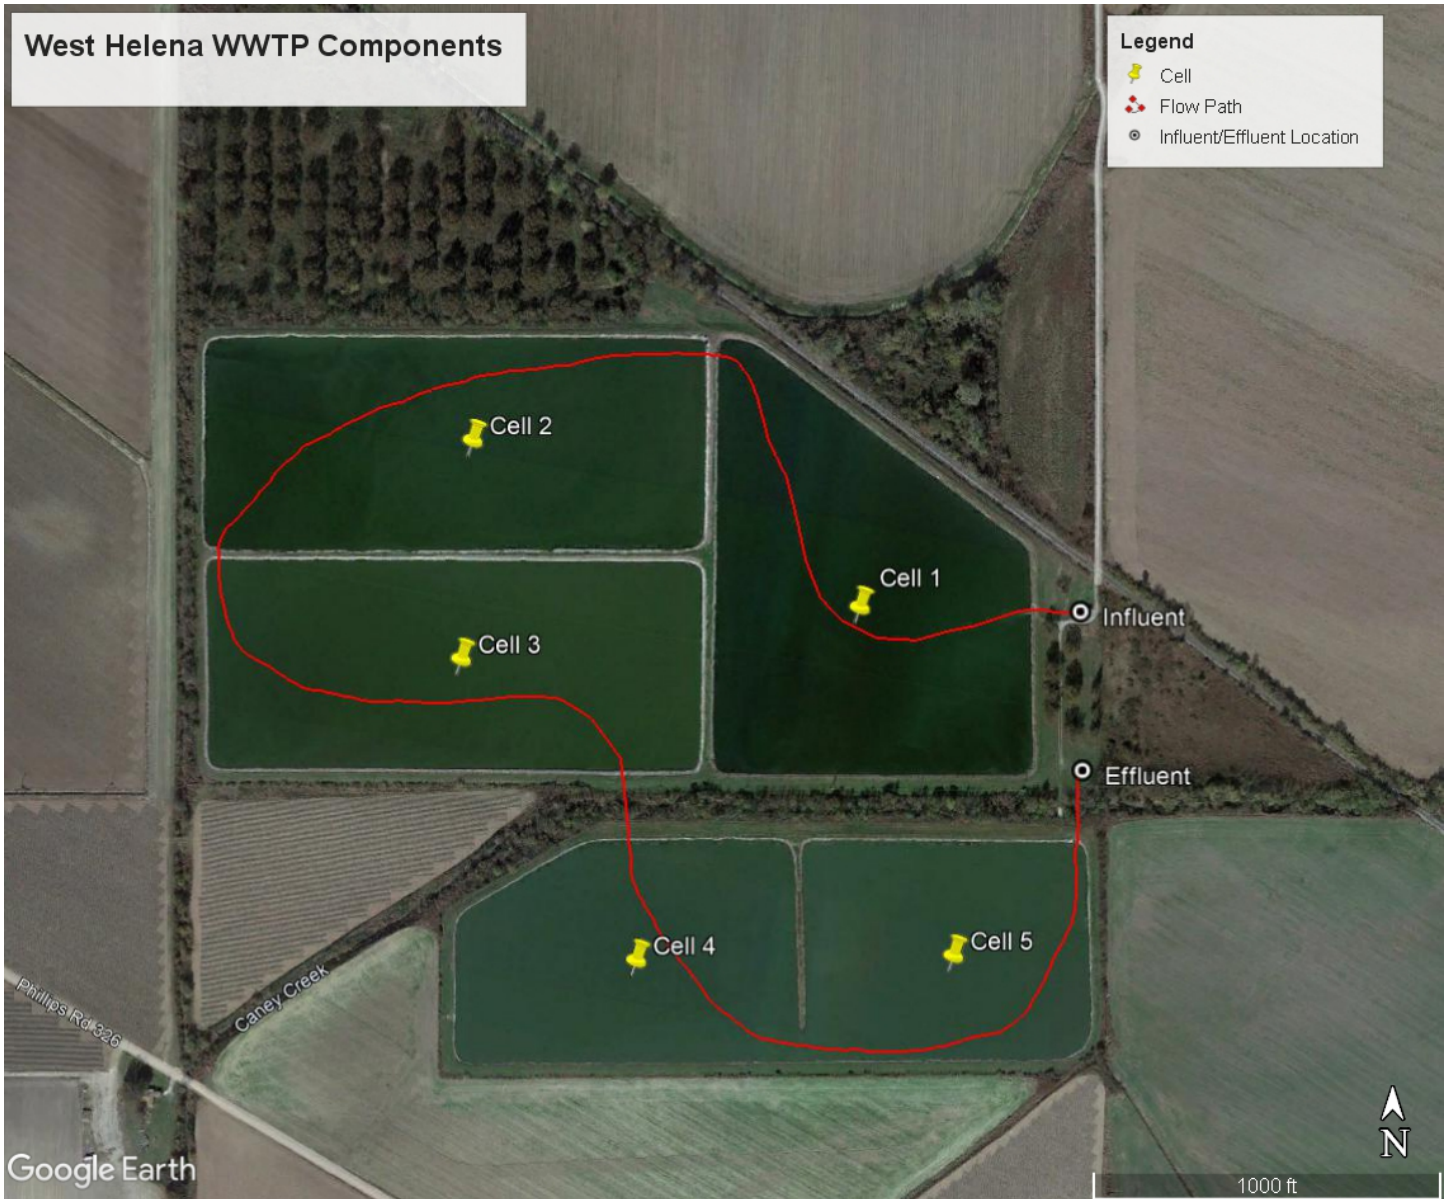 West Helena WWTP Components
Legend
Cell
Flow Path
Influent/Effluent Location
Cell 2
Cell 1
Influent
Cell 3
Effluent
Cell 4
Cell 5
Caney Creek
Phillips Rd 326
N
Google Earth
1000 ft